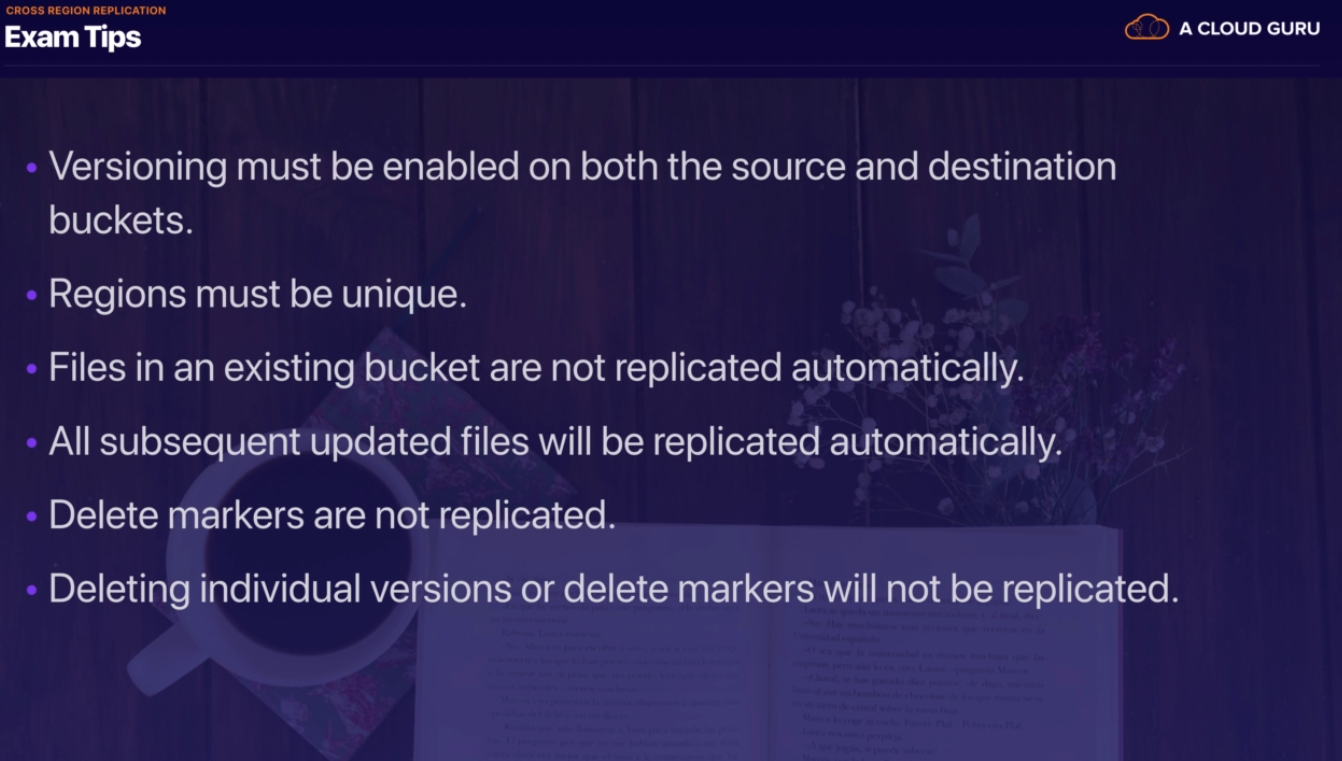 CROSS REGION REPLICATION
Exam Tips
A CLOUD GURU
• Versioning must be enabled on both the source and destination
buckets.
• Regions must be unique.
• Files in an existing bucket are not replicated automatically.
• All subsequent updated files will be replicated automatically.
• Delete markers are not replicated.
• Deleting individual versions or delete markers will not be replicated.